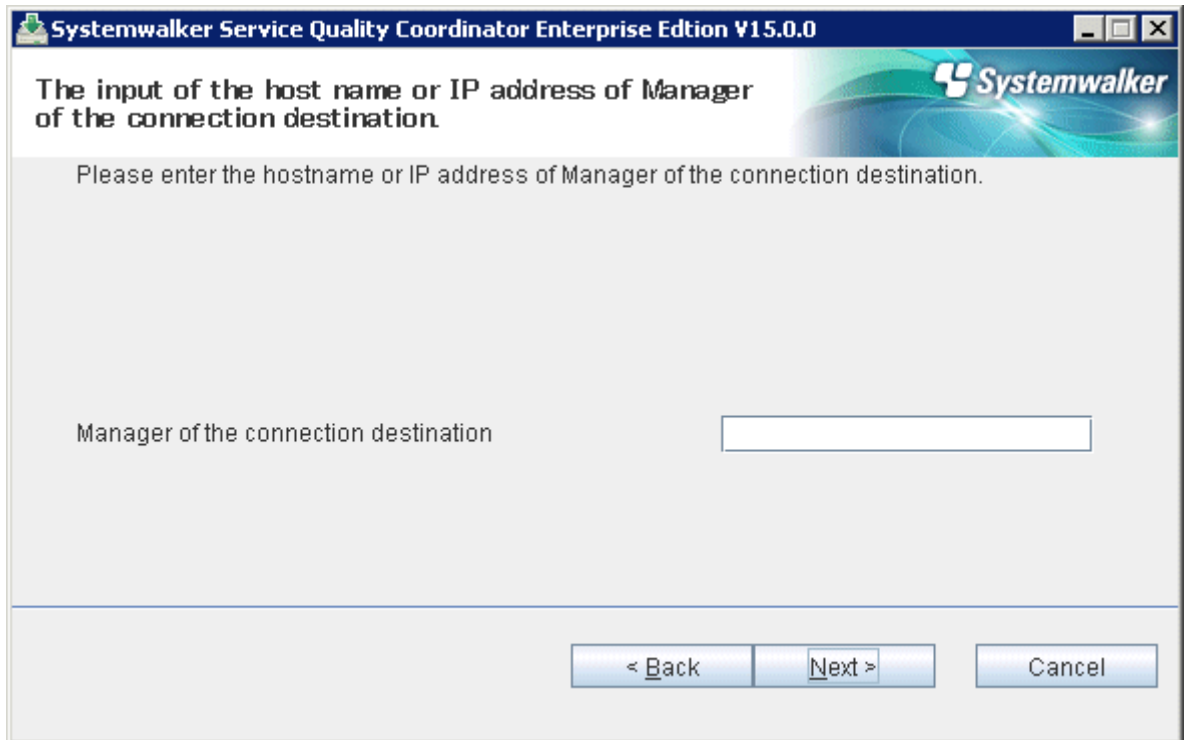 Systemwalker Service Quality Coordinator Enterprise Edtion V15.0.0
The input of the host name or IP address of Manager
of the connection destination.
Systemwalker
Please enter the hostname or IP address of Manager of the connection destination.
Manager of the connection destination
< Back
Next >
Cancel